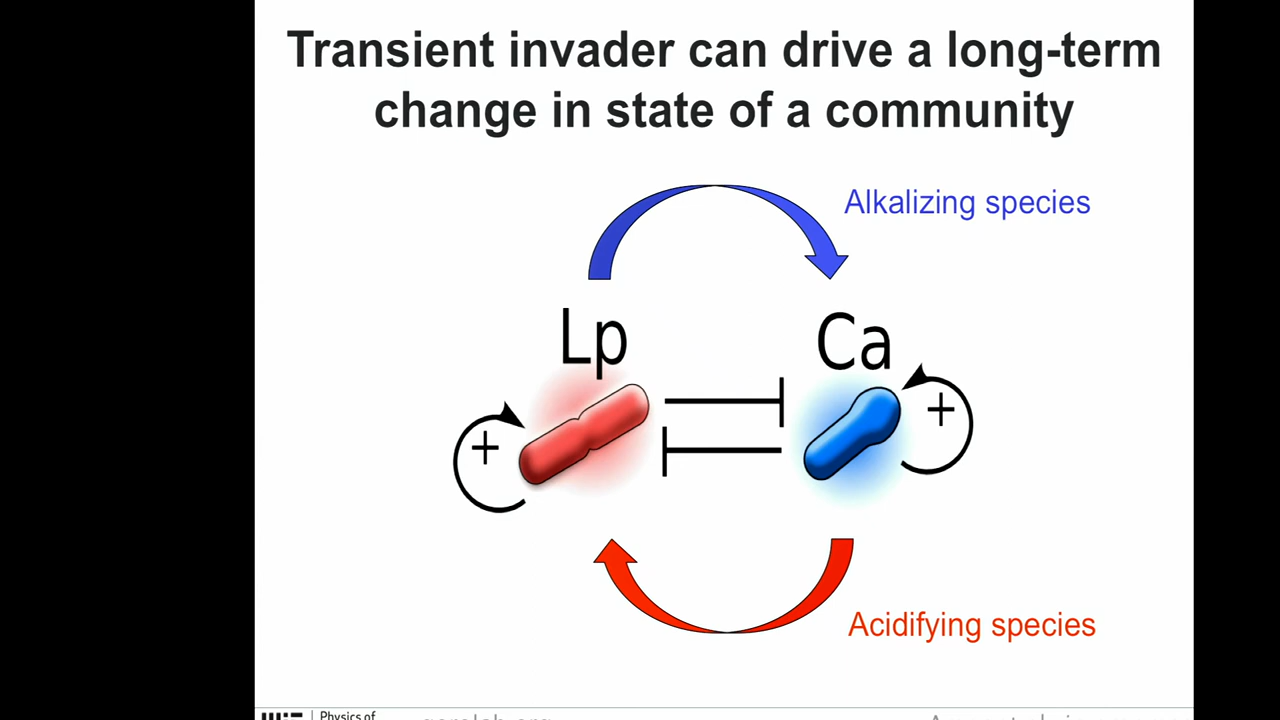 Transient invader can drive a long-term
change in state of a community
Alkalizing species
Lp
Ca
+
+
Acidifying species
Physics of